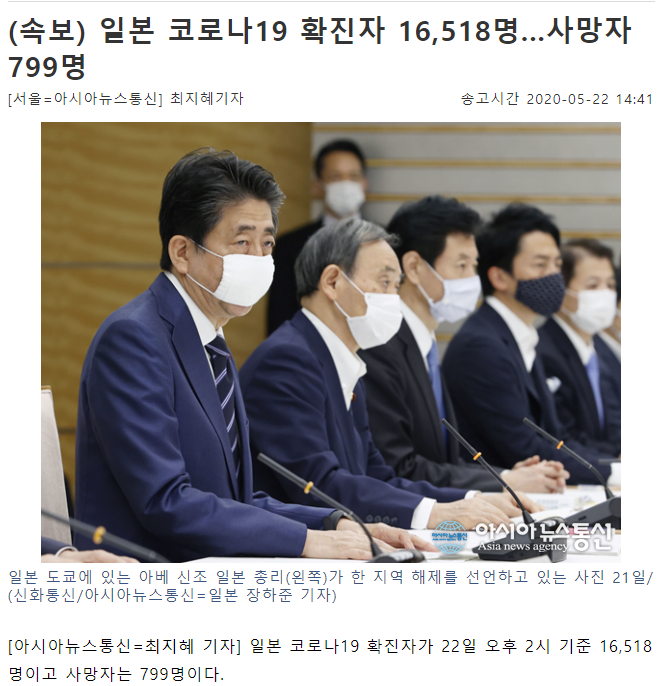 (속보) 일본 코로나19 확진자 16,518명...사망자
799명
[서울=아시아뉴스통신] 최지혜기자
송고시간 2020-05-22 14:41
아시아뉴스통신
Asia news agency
일본 도쿄에 있는 아베 신조 일본 총리(왼쪽)가 한 지역 해제를 선언하고 있는 사진 21일/
(신화통신/아시아뉴스통신=일본 장하준 기자)
[아시아뉴스통신=최지혜 기자] 일본 코로나19 확진자가 22일 오후 2시 기준 16,518
명이고 사망자는 799명이다.